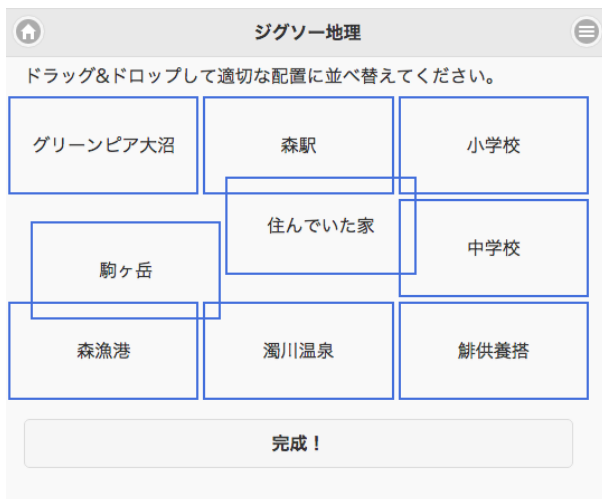 ジグソー地理
ドラッグ&ドロップして適切な配置に並べ替えてください。
グリーンピア大沼
森駅
小学校
住んでいた家
中学校
駒ヶ岳
森漁港
濁川温泉
鯡供養搭
完成！